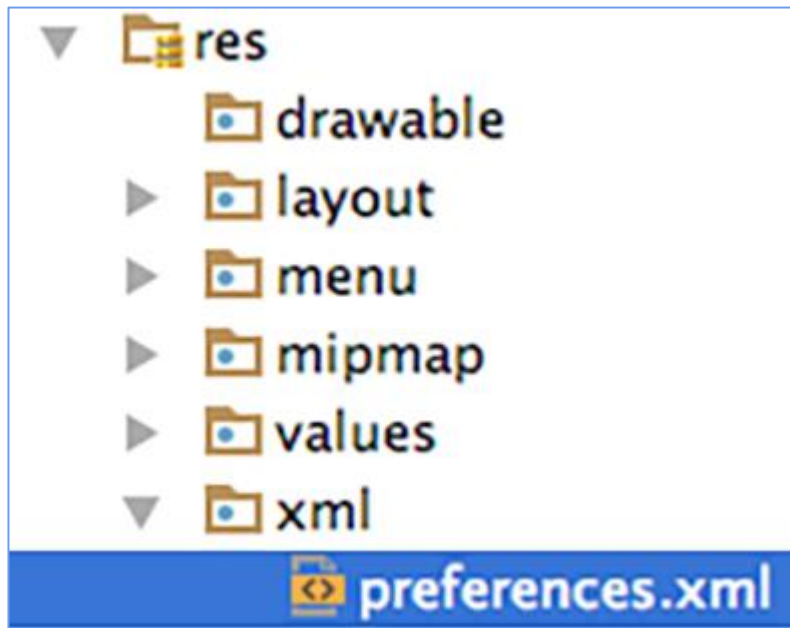 res
drawable
layout
menu
mipmap
values
xml
preferences.xml